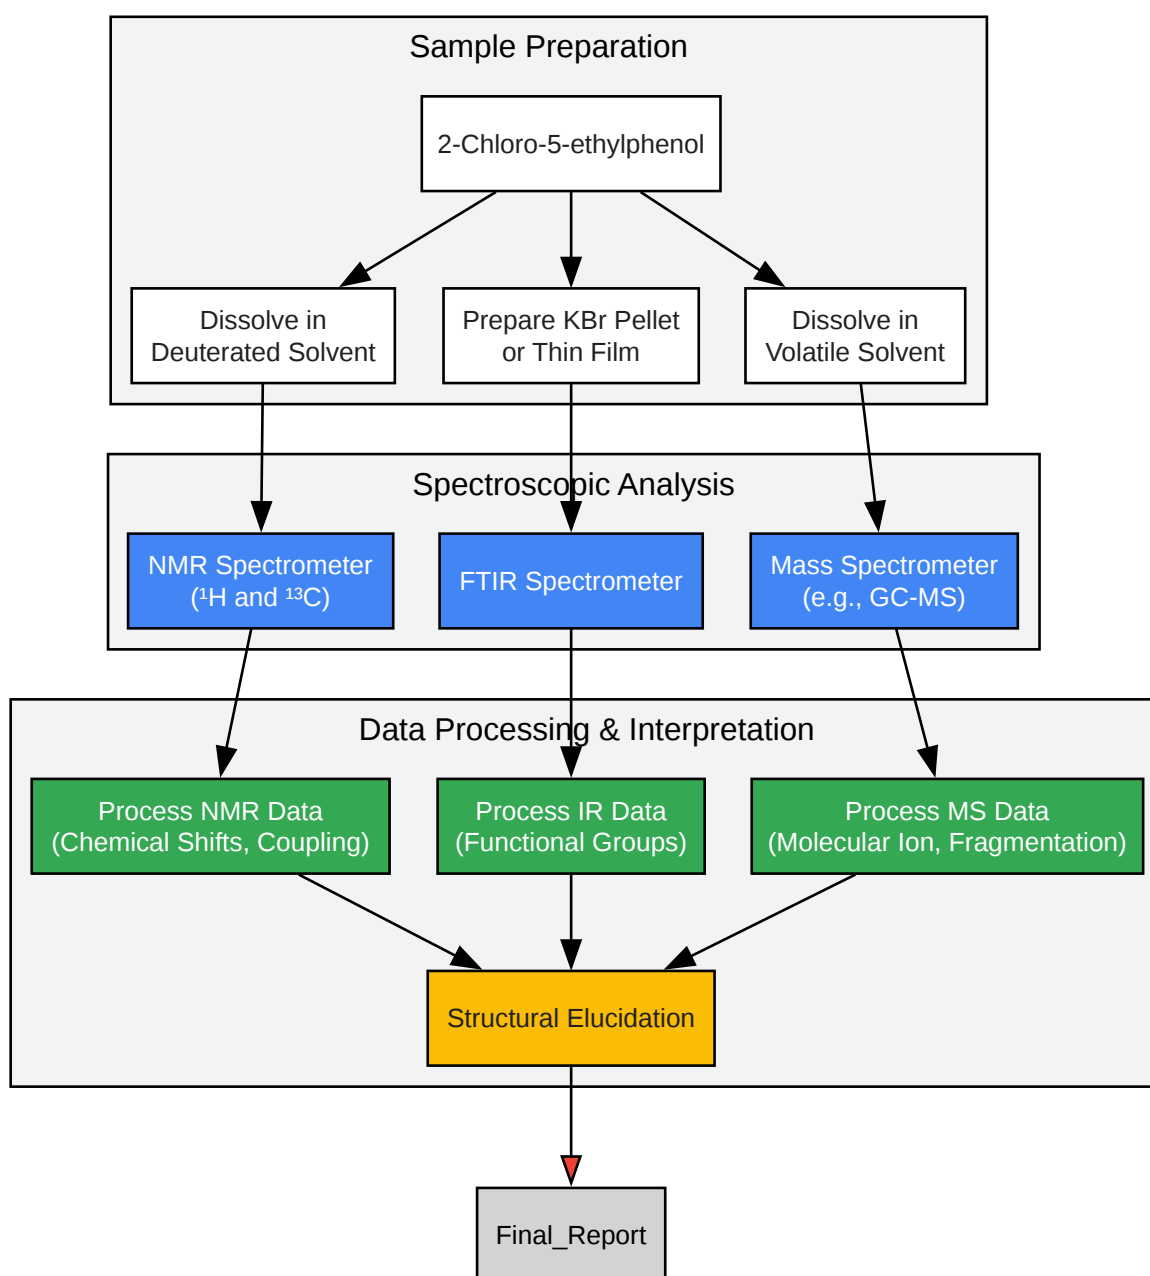 Sample Preparation
2-Chloro-5-ethylphenol
Dissolve in
Deuterated Solvent
Prepare KBr Pellet
or Thin Film
Dissolve in
Volatile Solvent
Spectroscopic Analysis
NMR Spectrometer
(¹H and ¹³C)
FTIR Spectrometer
Mass Spectrometer
(e.g., GC-MS)
Data Processing & Interpretation
Process NMR Data
(Chemical Shifts, Coupling)
Process IR Data
(Functional Groups)
Process MS Data
(Molecular Ion, Fragmentation)
Structural Elucidation
Final_Report